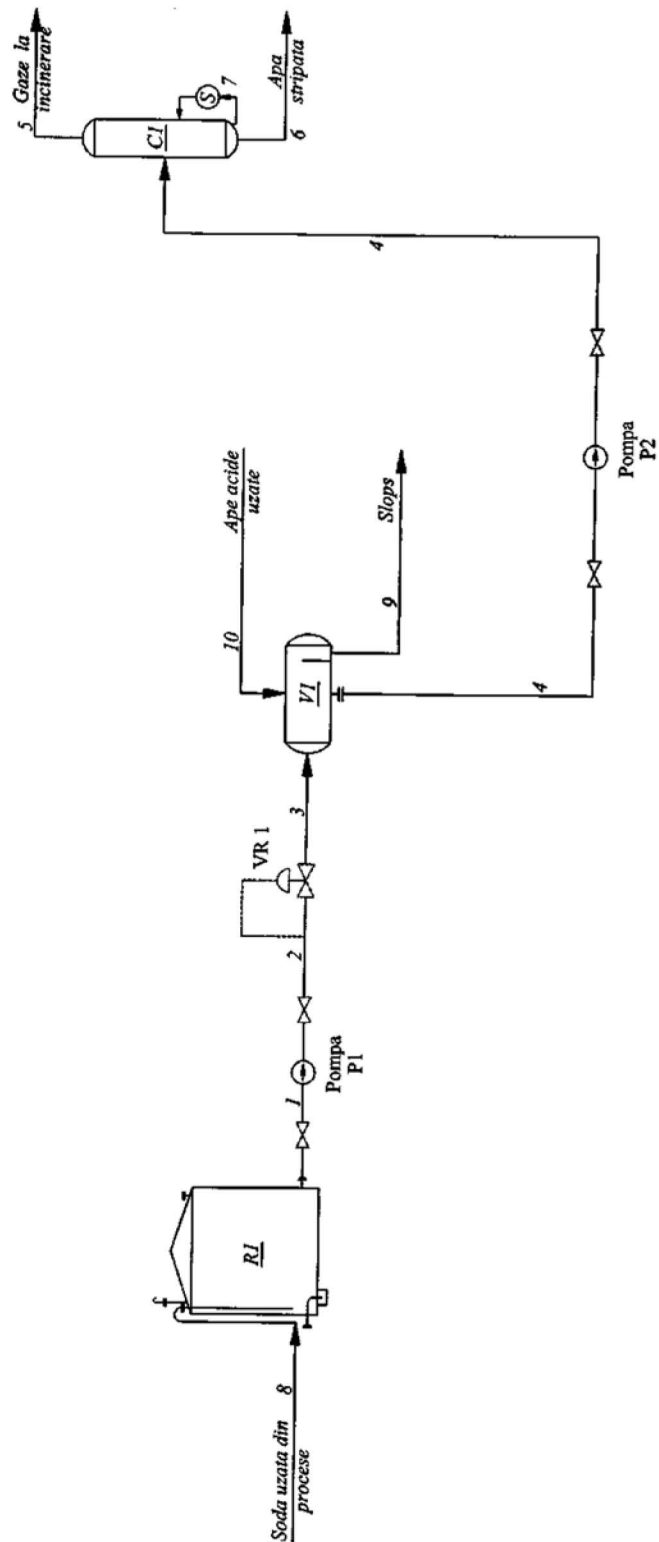 Soda uzata din
procese
8
R1
1
Pompa
P1
2
VR 1
3
V1
10
Ape acide
uzate
9
Slops
4
Pompa
P2
4
C1
5
Gaze la
incinerare
S
7
6
Apa
stripata